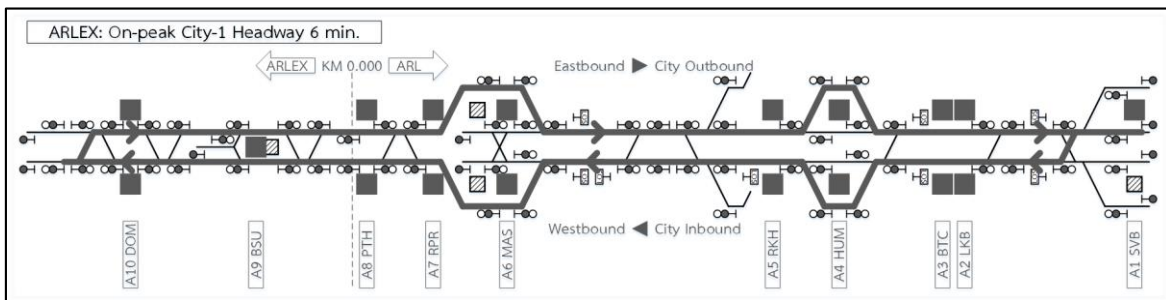 ARLEX: On-peak City-1 Headway 6 min.
ARLEX KM 0.000 ARL
Eastbound ▶ City Outbound
Westbound ◀ City Inbound
A10 DOM
A9 BSU
A8 PTH
A7 RPR
A6 MAS
A5 RKH
A4 HUM
A3 BTC
A2 LKB
A1 SVB